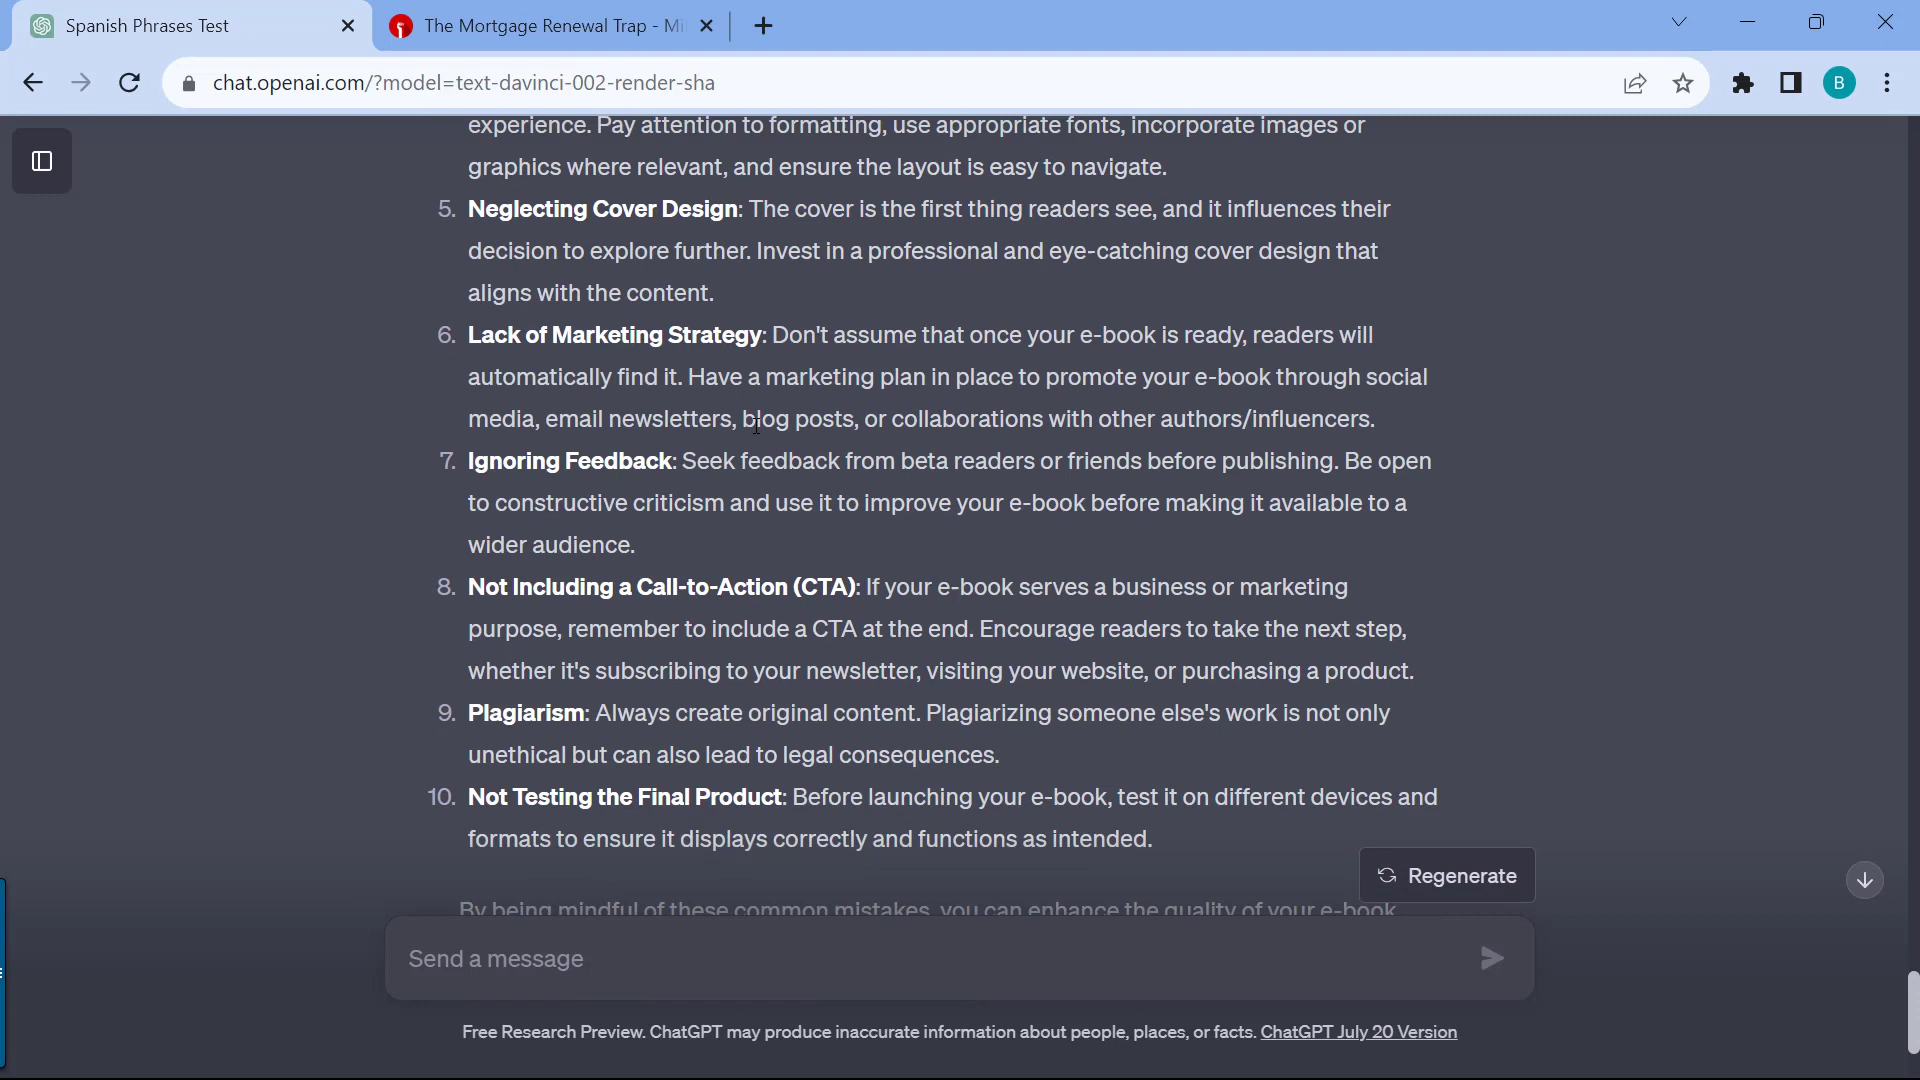 Spanish Phrases Test
The Mortgage Renewal Trap - Mi
chat.openai.com/?model=text-davinci-002-render-sha
B
experience. Pay attention to formatting, use appropriate fonts, incorporate images or
graphics where relevant, and ensure the layout is easy to navigate.
5. Neglecting Cover Design: The cover is the first thing readers see, and it influences their
decision to explore further. Invest in a professional and eye-catching cover design that
aligns with the content.
6. Lack of Marketing Strategy: Don't assume that once your e-book is ready, readers will
automatically find it. Have a marketing plan in place to promote your e-book through social
media, email newsletters, blog posts, or collaborations with other authors/influencers.
7. Ignoring Feedback: Seek feedback from beta readers or friends before publishing. Be open
to constructive criticism and use it to improve your e-book before making it available to a
wider audience.
8. Not Including a Call-to-Action (CTA): If your e-book serves a business or marketing
purpose, remember to include a CTA at the end. Encourage readers to take the next step,
whether it's subscribing to your newsletter, visiting your website, or purchasing a product.
9. Plagiarism: Always create original content. Plagiarizing someone else's work is not only
unethical but can also lead to legal consequences.
10. Not Testing the Final Product: Before launching your e-book, test it on different devices and
formats to ensure it displays correctly and functions as intended.
Regenerate
By being mindful of these common mistakes, you can enhance the quality of your e-book
Send a message
Free Research Preview. ChatGPT may produce inaccurate information about people, places, or facts. ChatGPT July 20 Version